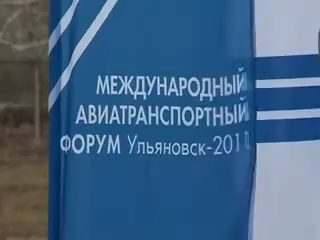 МЕЖДУНАРОДНЫЙ
АВИАТРАНСПОРТНЫЙ
ФОРУМ Ульяновск-201